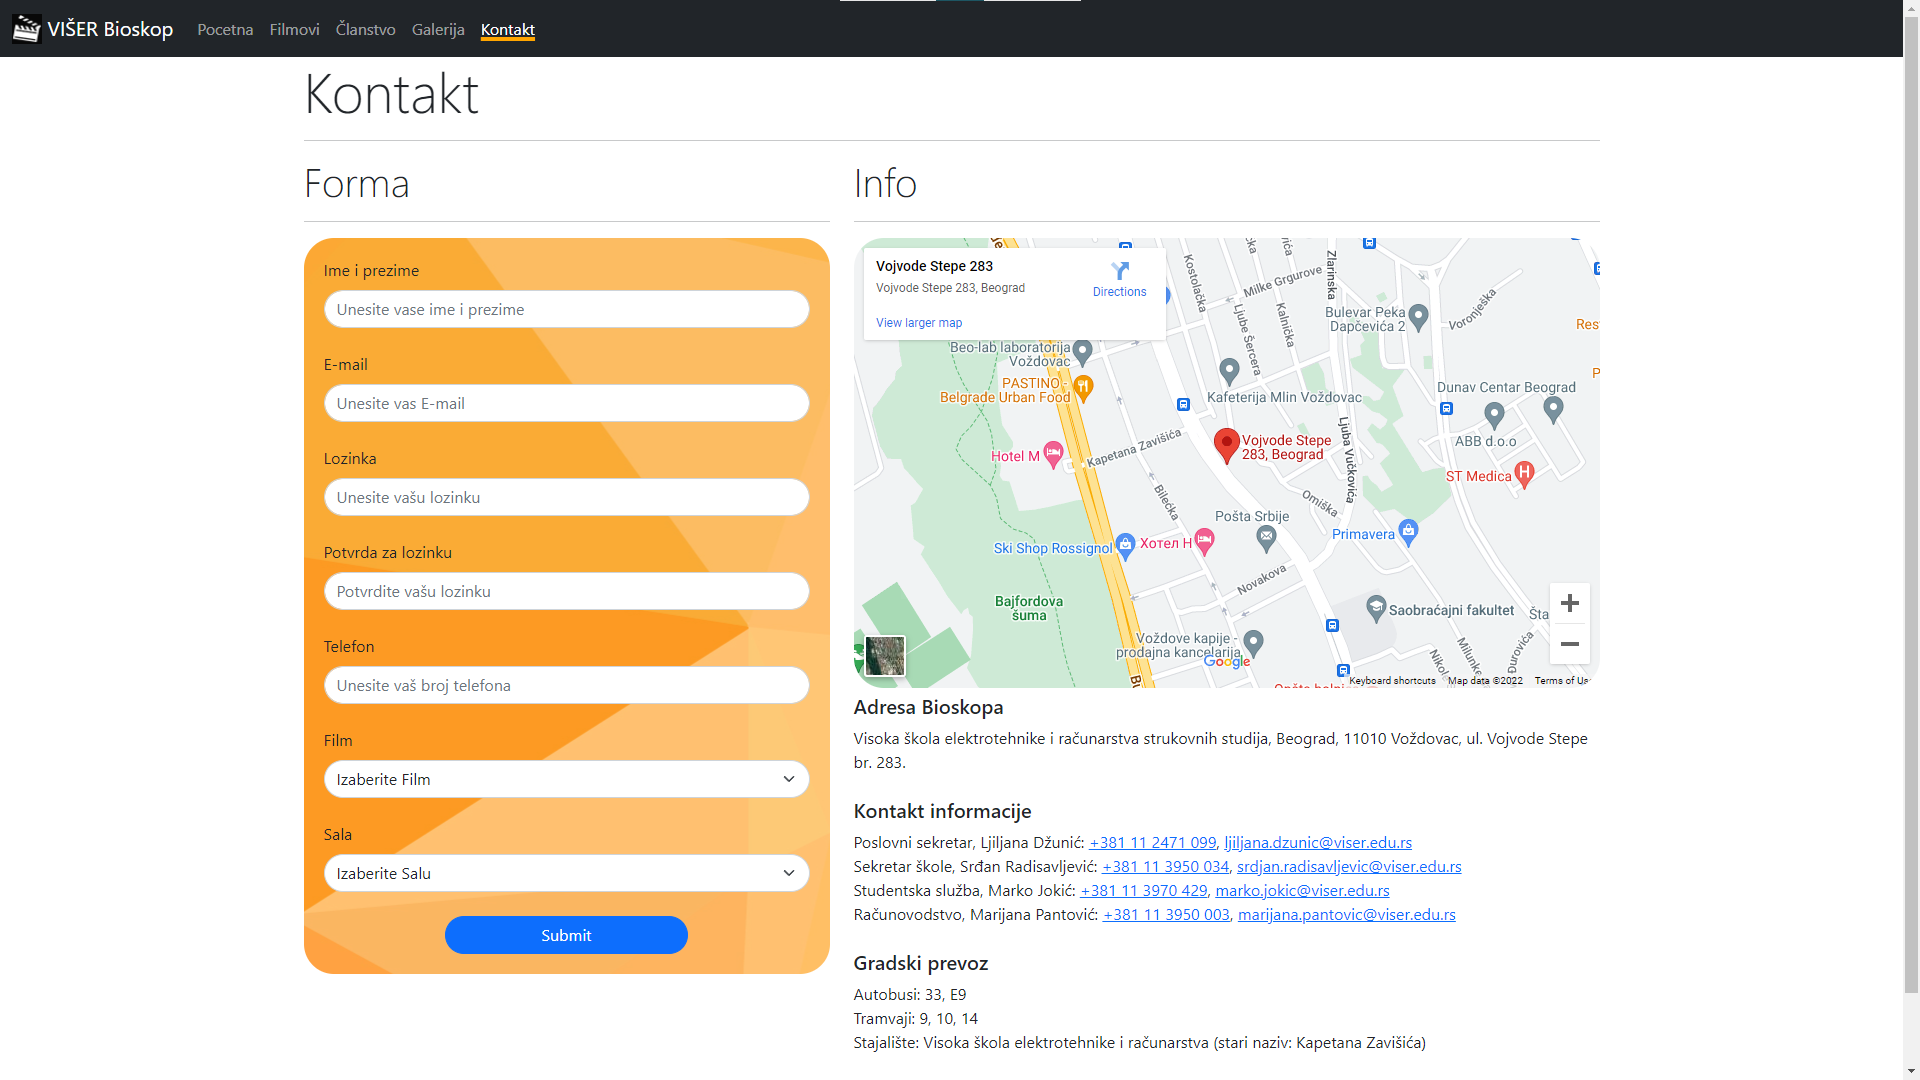 VIŠER Bioskop Pocetna Filmovi Članstvo Galerija Kontakt
Kontakt
Forma
Ime i prezime
Unesite vase ime i prezime
E-mail
Unesite vas E-mail
Lozinka
Unesite vašu lozinku
Potvrda za lozinku
Potvrdite vašu lozinku
Telefon
Unesite vaš broj telefona
Film
Izaberite Film
Sala
Izaberite Salu
Submit
Info
Vojvode Stepe 283
Vojvode Stepe 283, Beograd
Directions
View larger map
Kostolačka
Milke Grgurove
Ljube Šercera
Kalnička
Zlarinska
Bulevar Peka
Dapčevića 2
Voronješka
Beo-lab laboratorija
Voždovac
PASTINO -
Belgrade Urban Food
Kafeterija Mlin Voždovac
Dunav Centar Beograd
ABB d.o.o
Hotel M
Kapetana Zavišića
Vojvode Stepe
283, Beograd
Ljuba Vučkovića
ST Medica
Bilećka
Omiška
Pošta Srbije
Primavera
Ski Shop Rossignol
Хотел Н
Novakova
Bajfordova
šuma
Saobraćajni fakultet
Voždove kapije -
prodajna kancelarija
Google
Keyboard shortcuts Map data ©2022 Terms of Us
Adresa Bioskopa
Visoka škola elektrotehnike i računarstva strukovnih studija, Beograd, 11010 Voždovac, ul. Vojvode Stepe
br. 283.
Kontakt informacije
Poslovni sekretar, Ljiljana Džunić: +381 11 2471 099, ljiljana.dzunic@viser.edu.rs
Sekretar škole, Srđan Radisavljević: +381 11 3950 034, srdjan.radisavljevic@viser.edu.rs
Studentska služba, Marko Jokić: +381 11 3970 429, marko.jokic@viser.edu.rs
Računovodstvo, Marijana Pantović: +381 11 3950 003, marijana.pantovic@viser.edu.rs
Gradski prevoz
Autobusi: 33, E9
Tramvaji: 9, 10, 14
Stajalište: Visoka škola elektrotehnike i računarstva (stari naziv: Kapetana Zavišića)